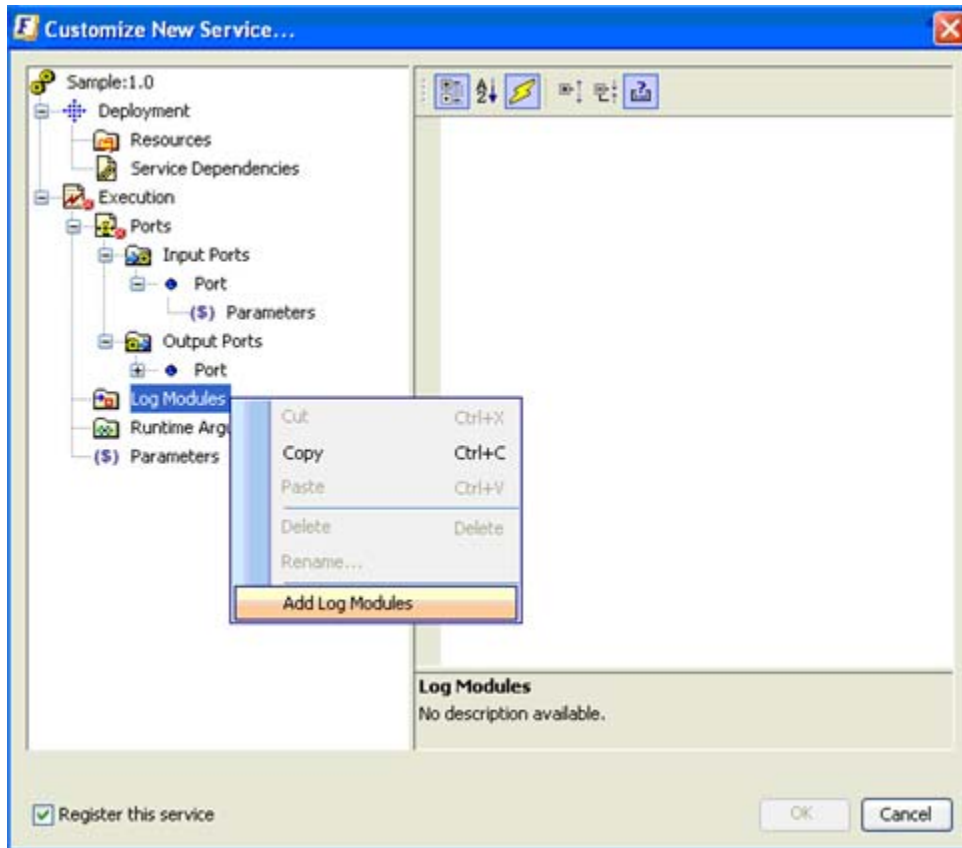 Customize New Service...
Sample:1.0
Deployment
Resources
Service Dependencies
Execution
Ports
Input Ports
Port
($) Parameters
Output Ports
Port
Log Modules
Runtime Argu
($) Parameters
Cut Ctrl+X
Copy Ctrl+C
Paste Ctrl+V
Delete Delete
Rename...
Add Log Modules
Log Modules
No description available.
Register this service
OK
Cancel